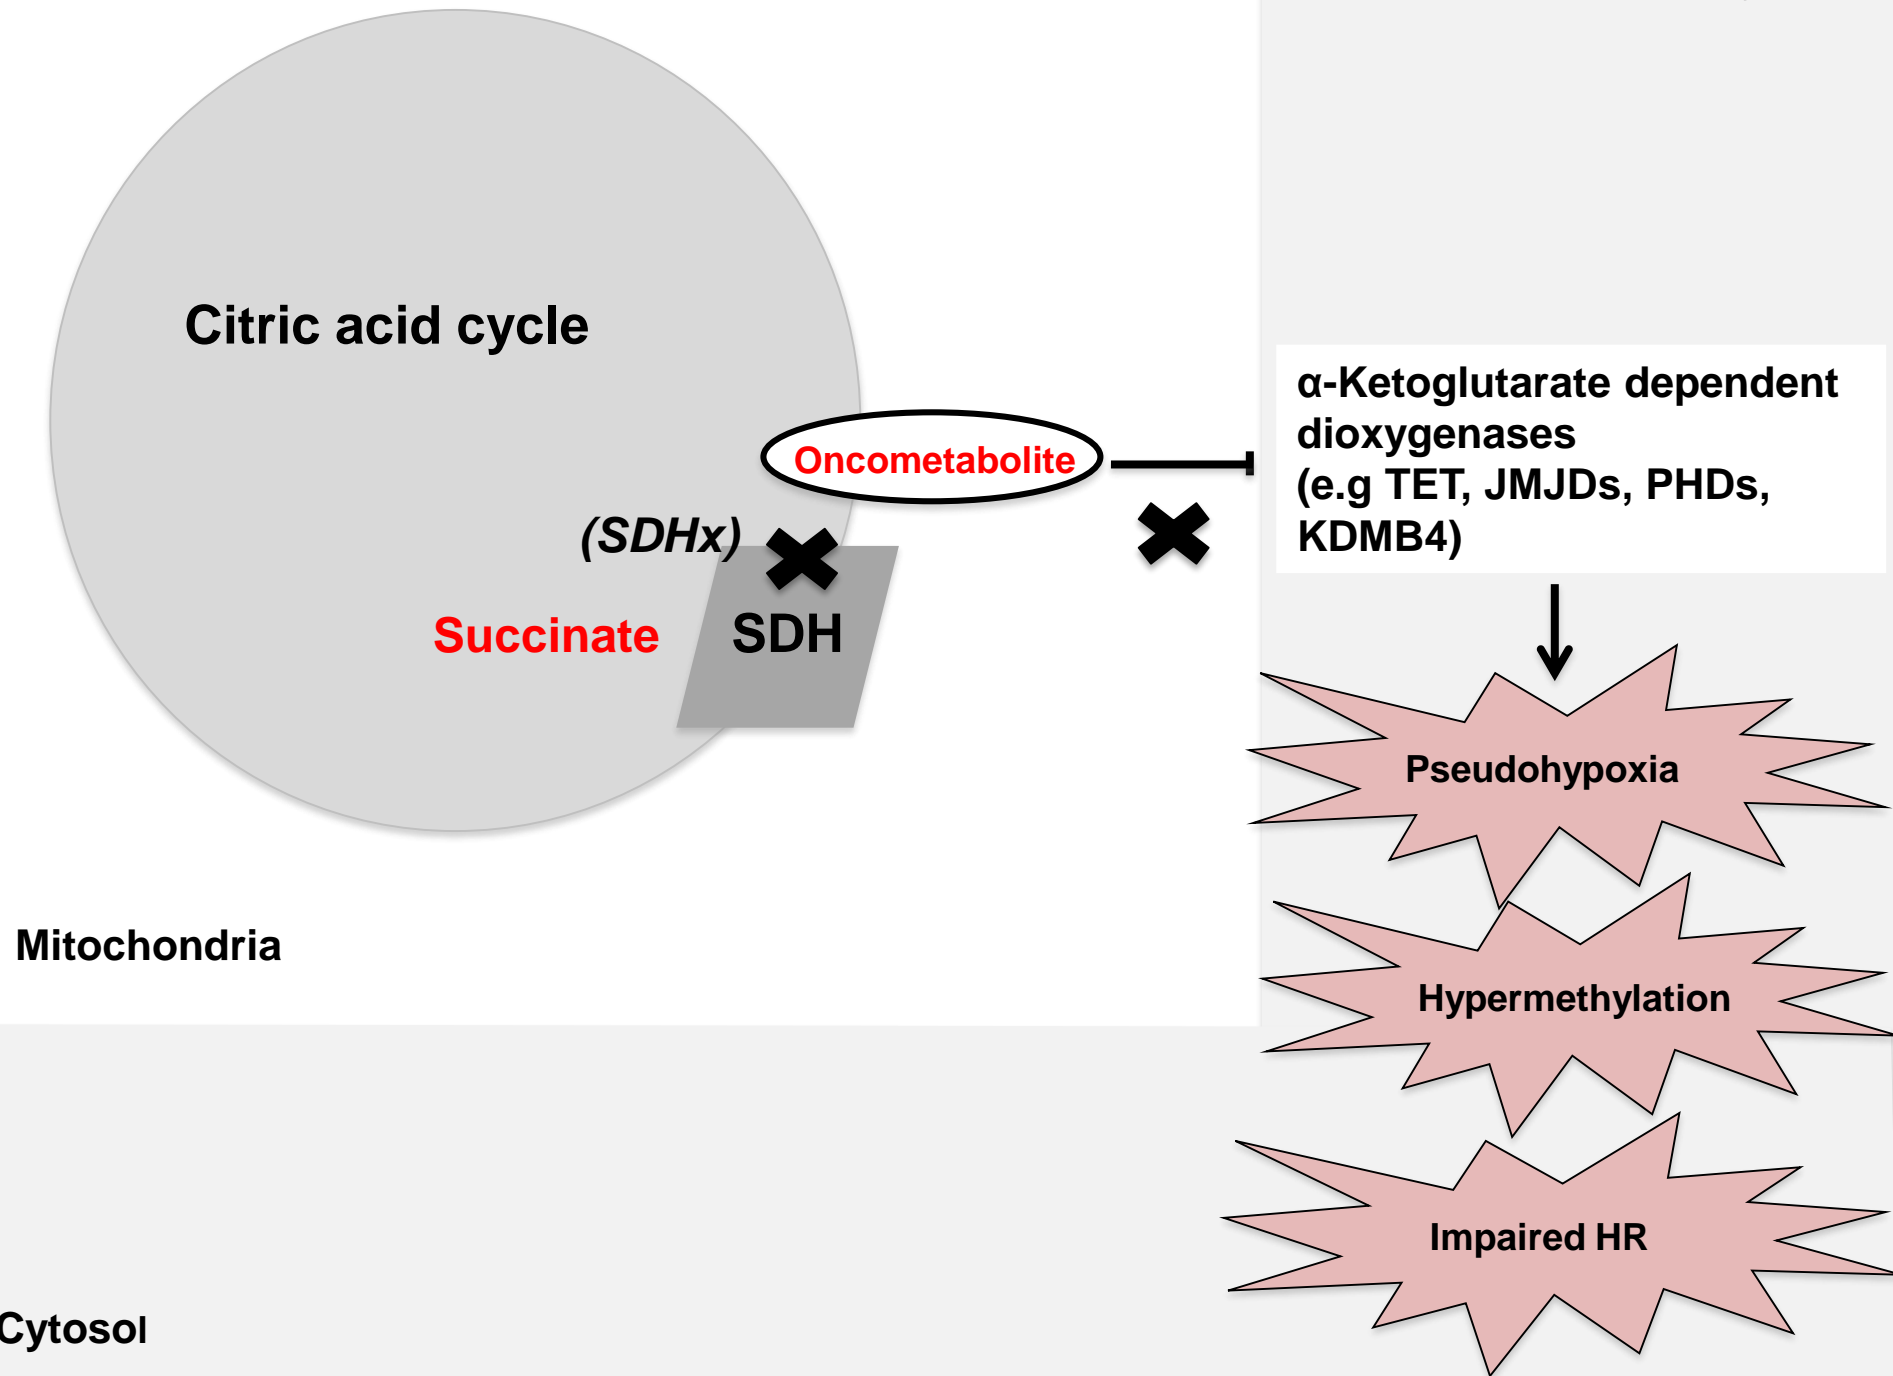 Citric acid cycle
Oncometabolite
(SDHx)
Succinate
SDH
α-Ketoglutarate dependent
dioxygenases
(e.g TET, JMJDs, PHDs,
KDMB4)
Pseudohypoxia
Hypermethylation
Impaired HR
Mitochondria
Cytosol